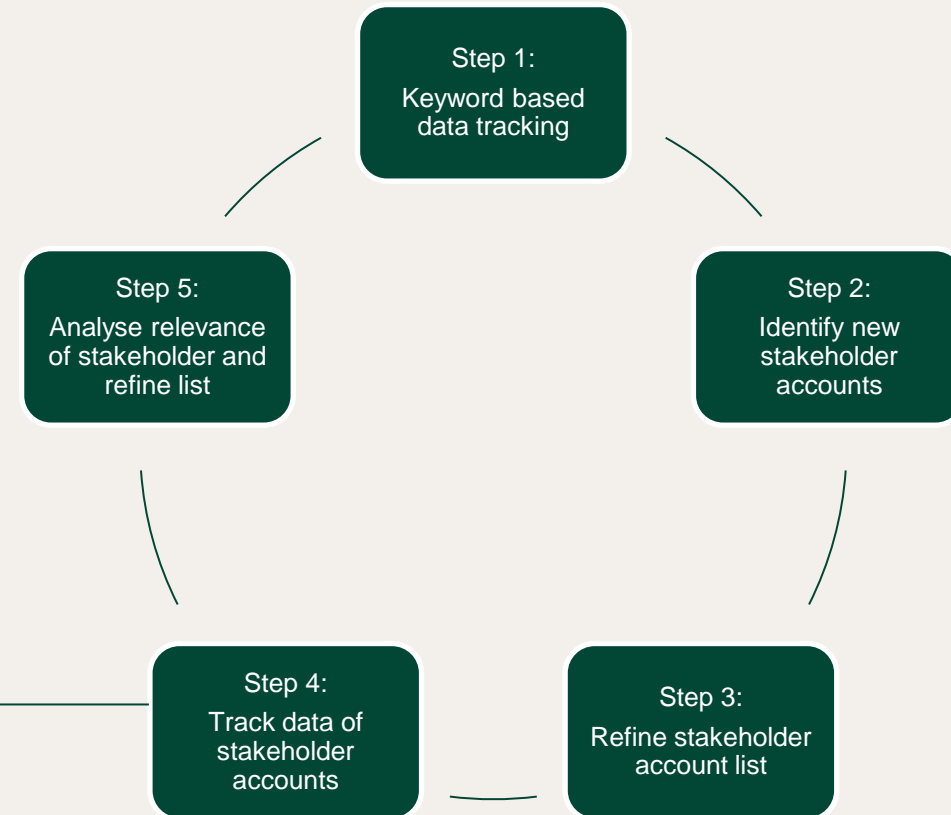 Step 1:
Keyword based
data tracking
Step 2:
Identify new
stakeholder
accounts
Step 3:
Refine stakeholder
account list
Step 4:
Track data of
stakeholder
accounts
Step 5:
Analyse relevance
of stakeholder and
refine list